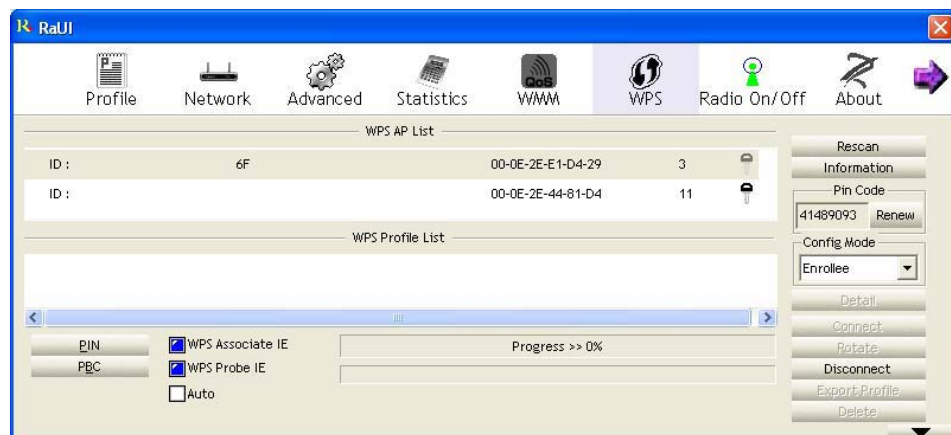 RaUI
Profile Network Advanced Statistics QoS WMM WPS Radio On/Off About
WPS AP List
ID : 6F 00-0E-2E-E1-D4-29 3
ID : 00-0E-2E-44-81-D4 11
WPS Profile List
Rescan
Information
Pin Code
41489093 Renew
Config Mode
Enrollee
Detail
Connect
Rotate
Disconnect
Export Profile
Delete
PIN WPS Associate IE Progress >> 0%
PBC WPS Probe IE
Auto